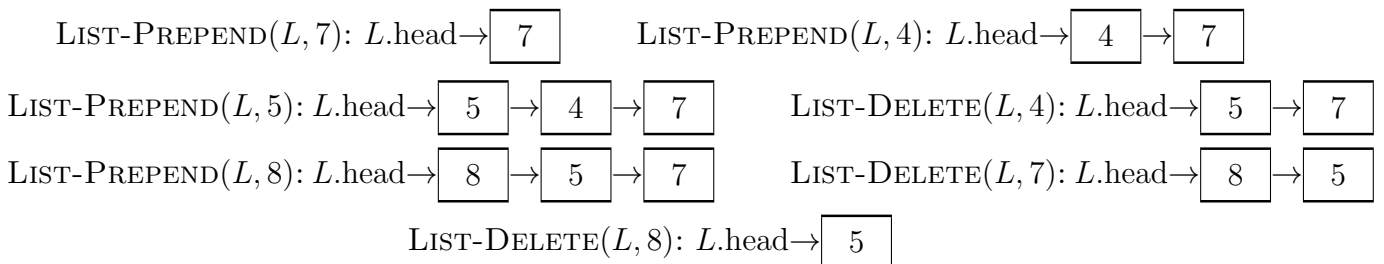 LIST-PREPEND(L, 7): L.head→ 7 LIST-PREPEND(L, 4): L.head→ 4 → 7
LIST-PREPEND(L, 5): L.head→ 5 → 4 → 7 LIST-DELETE(L, 4): L.head→ 5 → 7
LIST-PREPEND(L, 8): L.head→ 8 → 5 → 7 LIST-DELETE(L, 7): L.head→ 8 → 5
LIST-DELETE(L, 8): L.head→ 5